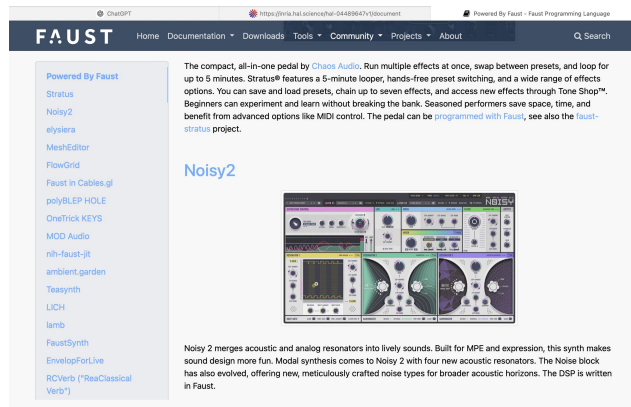 ChatGPT
https://inria.hal.science/hal-04489647v1/document
Powered By Faust - Faust Programming Language
FAUST
Home
Documentation
Downloads
Tools
Community
Projects
About
Search
Powered By Faust
Stratus
Noisy2
elysiera
MeshEditor
FlowGrid
Faust in Cables.gl
polyBLEP HOLE
OneTrick KEYS
MOD Audio
nih-faust-jit
ambient.garden
Teasynth
LICH
lamb
FaustSynth
EnvelopForLive
RCVerb ("ReaClassical
Verb")
The compact, all-in-one pedal by Chaos Audio. Run multiple effects at once, swap between presets, and loop for
up to 5 minutes. Stratus® features a 5-minute looper, hands-free preset switching, and a wide range of effects
options. You can save and load presets, chain up to seven effects, and access new effects through Tone Shop™.
Beginners can experiment and learn without breaking the bank. Seasoned performers save space, time, and
benefit from advanced options like MIDI control. The pedal can be programmed with Faust, see also the faust-
stratus project.
Noisy2
NOISY
Noisy 2 merges acoustic and analog resonators into lively sounds. Built for MPE and expression, this synth makes
sound design more fun. Modal synthesis comes to Noisy 2 with four new acoustic resonators. The Noise block
has also evolved, offering new, meticulously crafted noise types for broader acoustic horizons. The DSP is written
in Faust.